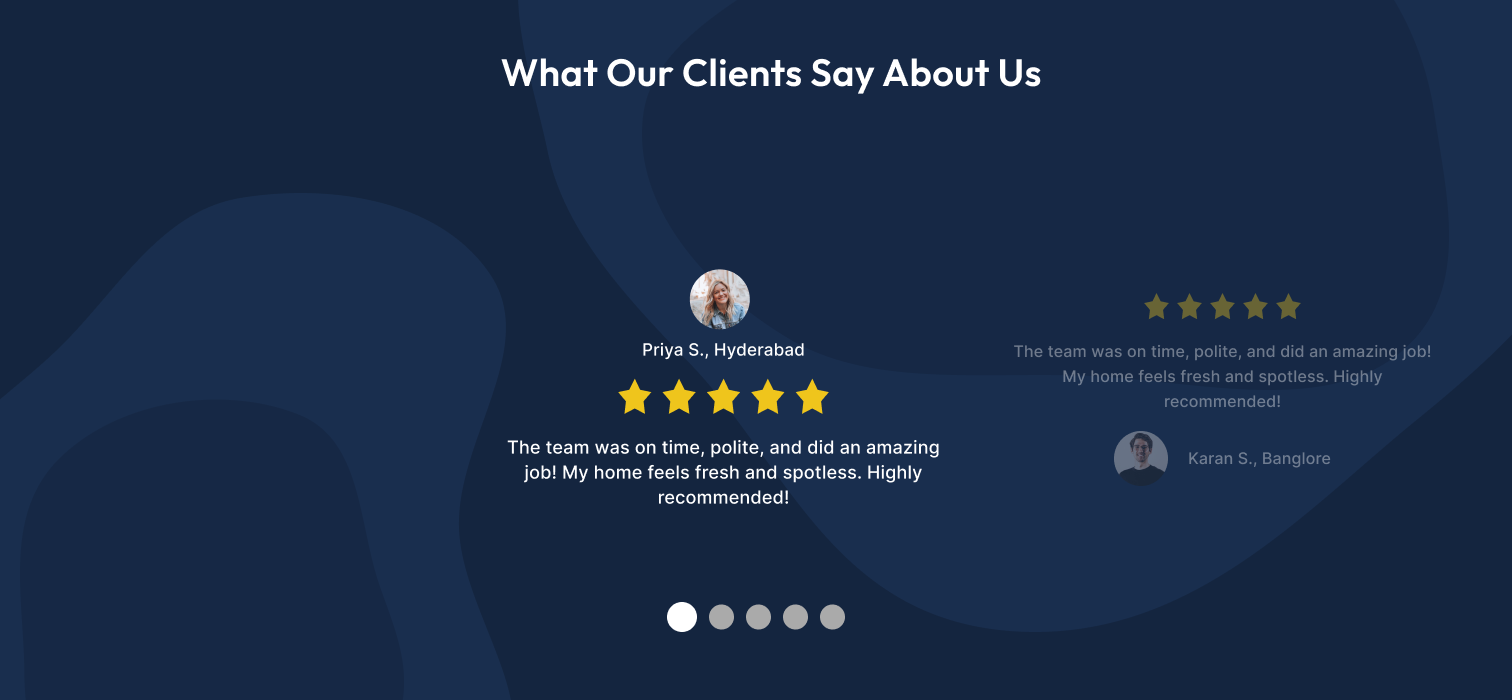 What Our Clients Say About Us
Priya S., Hyderabad
The team was on time, polite, and did an amazing
job! My home feels fresh and spotless. Highly
recommended!
The team was on time, polite, and did an amazing job!
My home feels fresh and spotless. Highly
recommended!
Karan S., Banglore